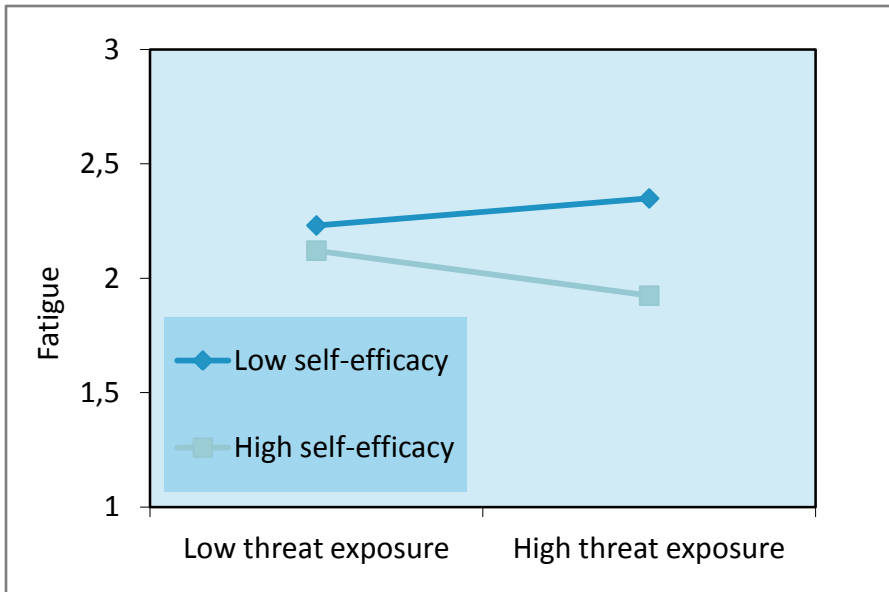 3
2,5
2
1,5
1
Fatigue
Low self-efficacy
High self-efficacy
Low threat exposure
High threat exposure